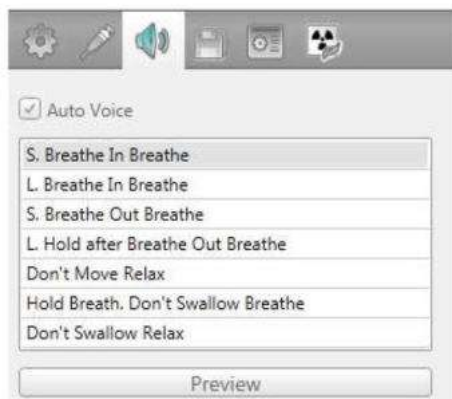 Auto Voice
S. Breathe In Breathe
L. Breathe In Breathe
S. Breathe Out Breathe
L. Hold after Breathe Out Breathe
Don't Move Relax
Hold Breath. Don't Swallow Breathe
Don't Swallow Relax
Preview